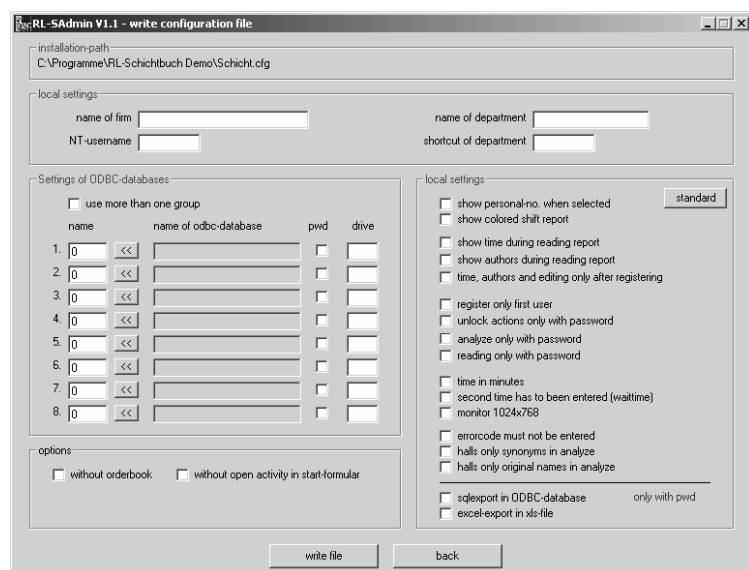 RL-SAdmin V1.1 - write configuration file
installation-path
C:\Programme\RL-Schichtbuch Demo\Schicht.cfg
local settings
name of firm
name of department
NT-username
shortcut of department
Settings of ODBC-databases
use more than one group
name name of odbc-database pwd drive
1. 0 <<
2. 0 <<
3. 0 <<
4. 0 <<
5. 0 <<
6. 0 <<
7. 0 <<
8. 0 <<
options
without orderbook without open activity in start-formular
local settings
standard
show personal-no. when selected
show colored shift report
show time during reading report
show authors during reading report
time, authors and editing only after registering
register only first user
unlock actions only with password
analyze only with password
reading only with password
time in minutes
second time has to been entered (waittime)
monitor 1024x768
errorcode must not be entered
halls only synonyms in analyze
halls only original names in analyze
sqlexport in ODBC-database only with pwd
excel-export in xls-file
write file back